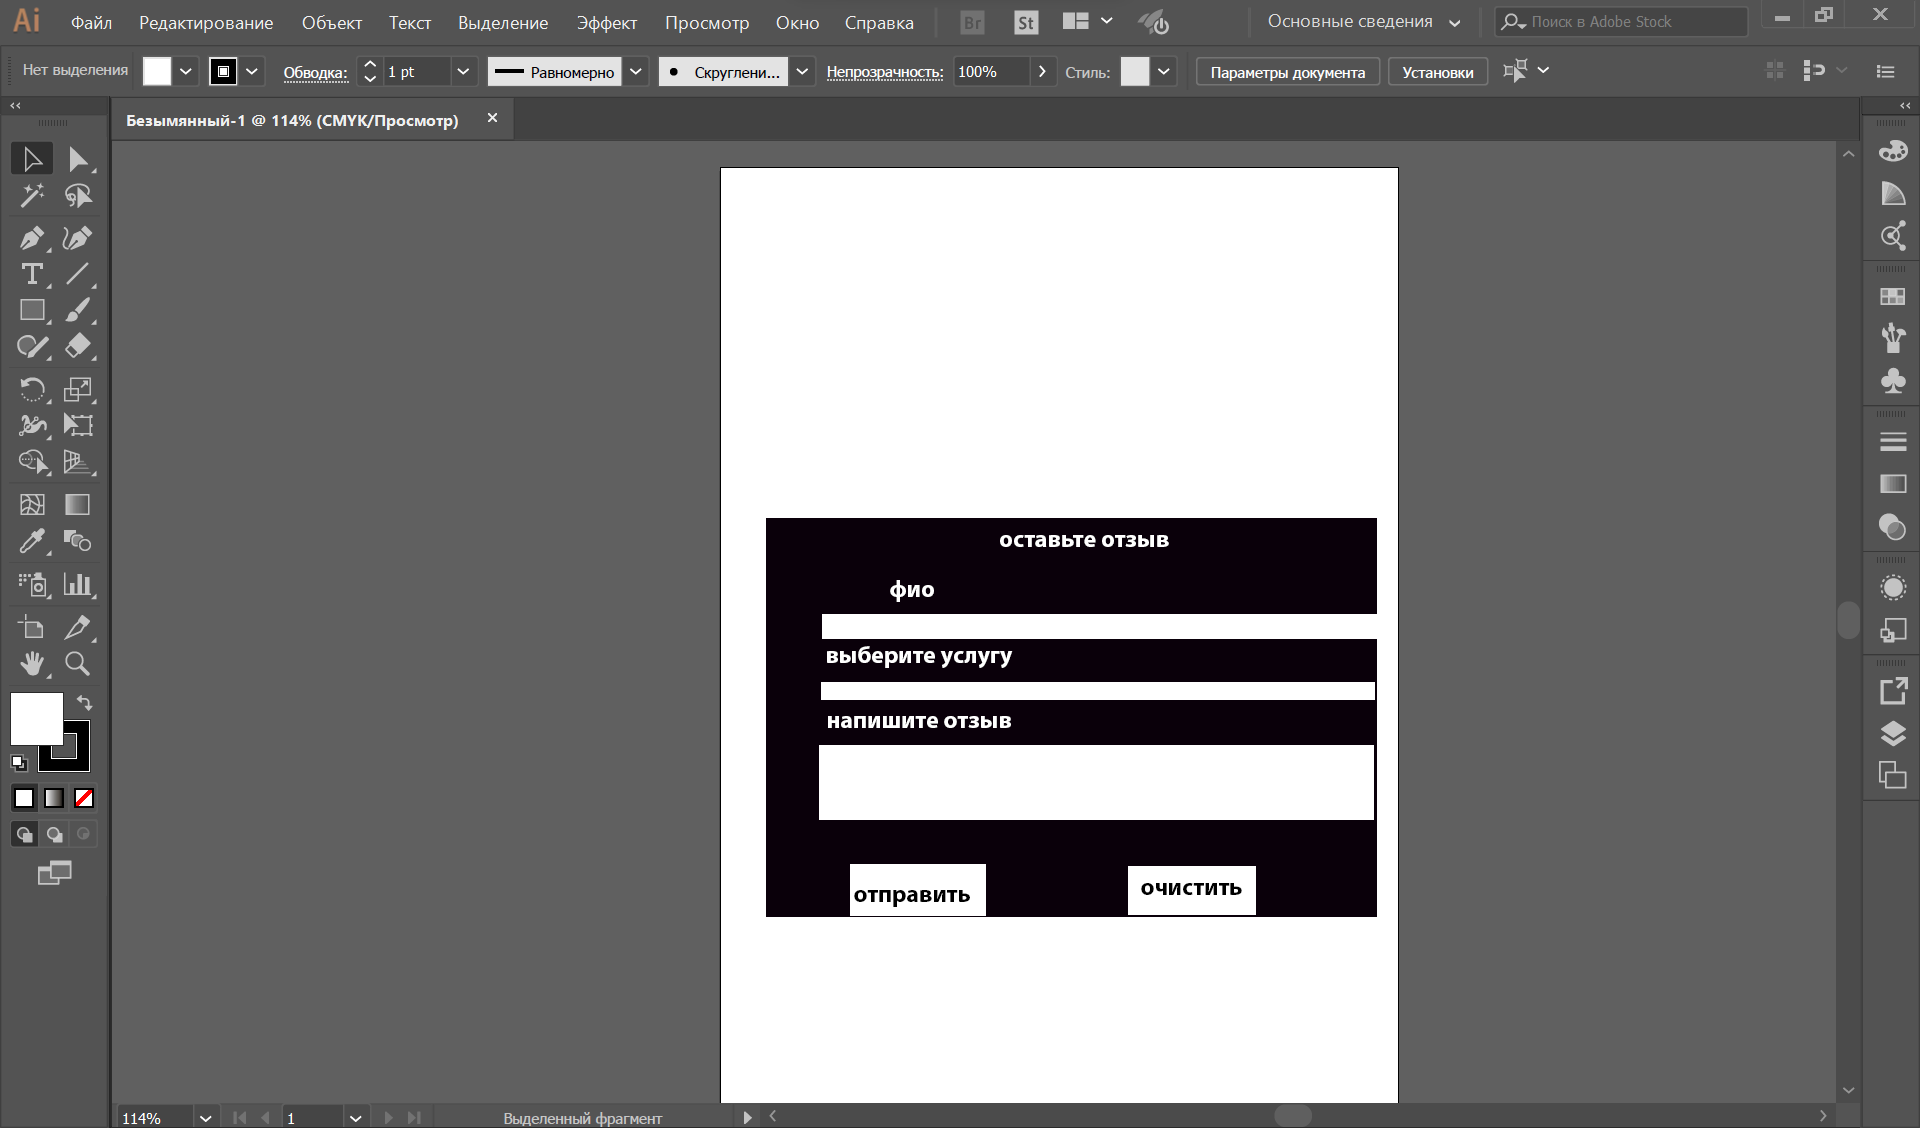 Ai Файл Редактирование Объект Текст Выделение Эффект Просмотр Окно Справка Br St Основные сведения Поиск в Adobe Stock
Нет выделения Обводка: 1 pt Равномерно Скруглени... Непрозрачность: 100% Стиль: Параметры документа Установки
Безымянный-1 @ 114% (CMYK/Просмотр)
оставьте отзыв
фио
выберите услугу
напишите отзыв
отправить
очистить
114% 1 Выделенный фрагмент